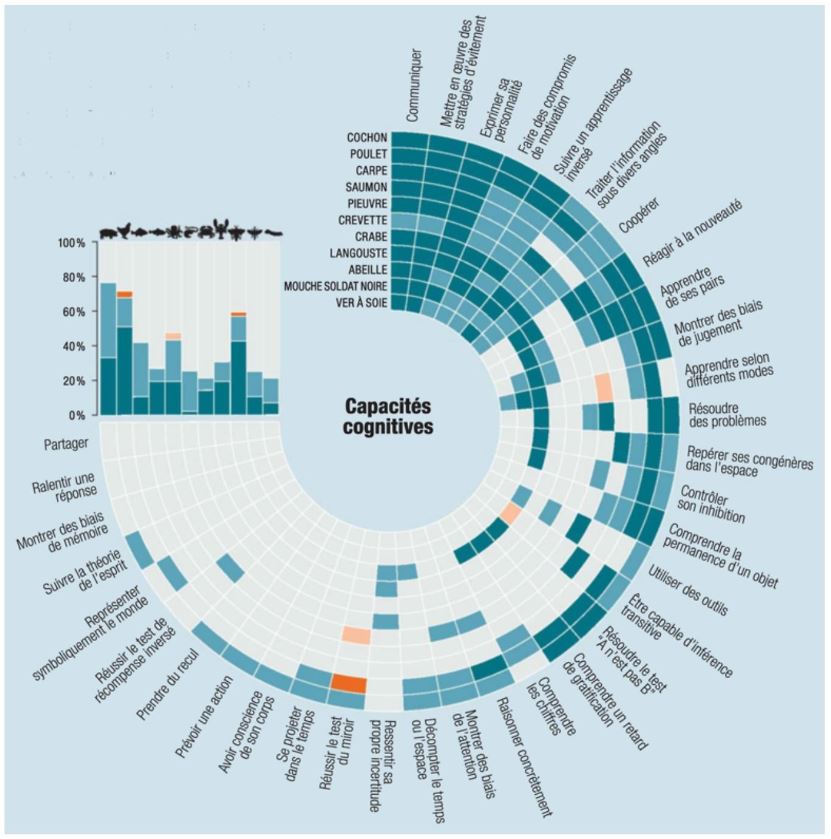 Communiquer
Mettre en œuvre des
stratégies d'évitement
Exprimer sa
personnalité
Faire des compromis
de motivation
Suivre un apprentissage
inversé
Traiter l'information
sous divers angles
Coopérer
Réagir à la nouveauté
Apprendre
de ses pairs
Montrer des biais
de jugement
Apprendre selon
différents modes
Résoudre
des problèmes
Repérer ses congénères
dans l'espace
Contrôler
son inhibition
Comprendre la
permanence d'un objet
Utiliser des outils
Être capable d'inférence
transitive
Résoudre le test
"A n'est pas B"
Comprendre un retard
de gratification
Comprendre
les chiffres
Raisonner concrètement
Montrer des biais
de l'attention
Décompter le temps
ou l'espace
Ressentir sa
propre incertitude
Réussir le test
du miroir
Se projeter
dans le temps
Avoir conscience
de son corps
Prévoir une action
Prendre du recul
Réussir le test de
récompense inversé
Représenter
symboliquement le monde
Suivre la théorie
de l'esprit
Montrer des biais
de mémoire
Ralentir une
réponse
Partager
COCHON
POULET
CARPE
SAUMON
PIEUVRE
CREVETTE
CRABE
LANGOUSTE
ABEILLE
MOUCHE SOLDAT NOIRE
VER À SOIE
100%
80%
60%
40%
20%
0%
Capacités
cognitives